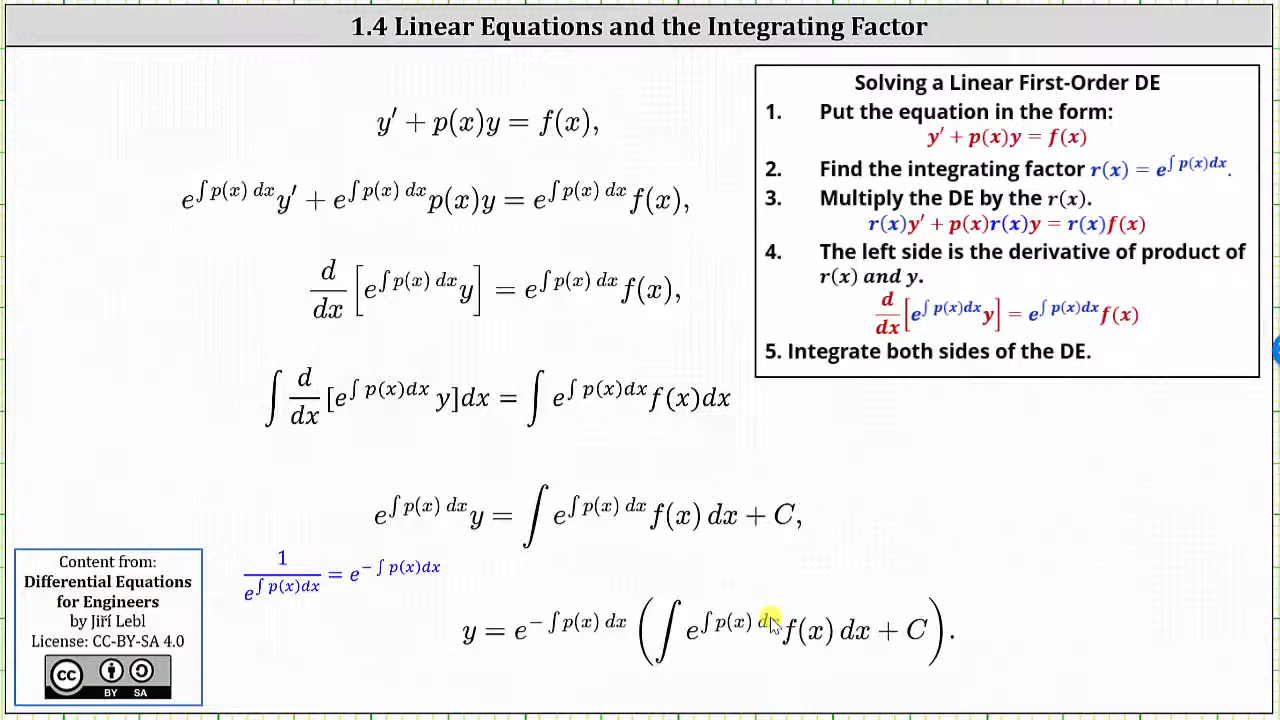 1.4 Linear Equations and the Integrating Factor
y′ + p(x)y = f(x),
e^{∫ p(x) dx}y′ + e^{∫ p(x) dx}p(x)y = e^{∫ p(x) dx}f(x),
d/dx [e^{∫ p(x) dx}y] = e^{∫ p(x) dx}f(x),
∫ d/dx [e^{∫ p(x)dx} y]dx = ∫ e^{∫ p(x)dx}f(x)dx
e^{∫ p(x) dx}y = ∫ e^{∫ p(x) dx}f(x) dx + C,
1/e^{∫ p(x)dx} = e^{− ∫ p(x)dx}
y = e^{− ∫ p(x) dx} (∫ e^{∫ p(x) dx}f(x) dx + C).
Solving a Linear First-Order DE
1. Put the equation in the form:
y′ + p(x)y = f(x)
2. Find the integrating factor r(x) = e^{∫ p(x)dx}.
3. Multiply the DE by the r(x).
r(x)y′ + p(x)r(x)y = r(x)f(x)
4. The left side is the derivative of product of
r(x) and y.
d/dx [e^{∫ p(x)dx}y] = e^{∫ p(x)dx}f(x)
5. Integrate both sides of the DE.
Content from:
Differential Equations
for Engineers
by Jiří Lebl
License: CC-BY-SA 4.0
cc
BY SA